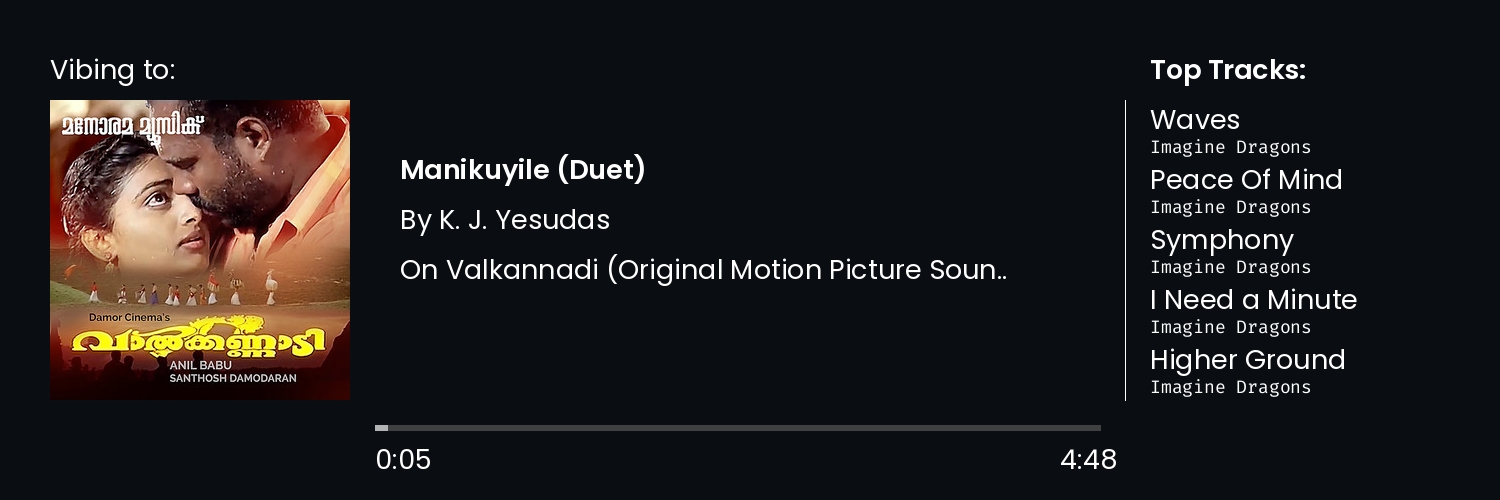 Vibing to:
മനോരമ മ്യൂസിക്
Damor Cinema's
വാൽക്കണ്ണാടി
ANIL BABU
SANTHOSH DAMODARAN
Manikuyile (Duet)
By K. J. Yesudas
On Valkannadi (Original Motion Picture Soun..
0:05
4:48
Top Tracks:
Waves
Imagine Dragons
Peace Of Mind
Imagine Dragons
Symphony
Imagine Dragons
I Need a Minute
Imagine Dragons
Higher Ground
Imagine Dragons